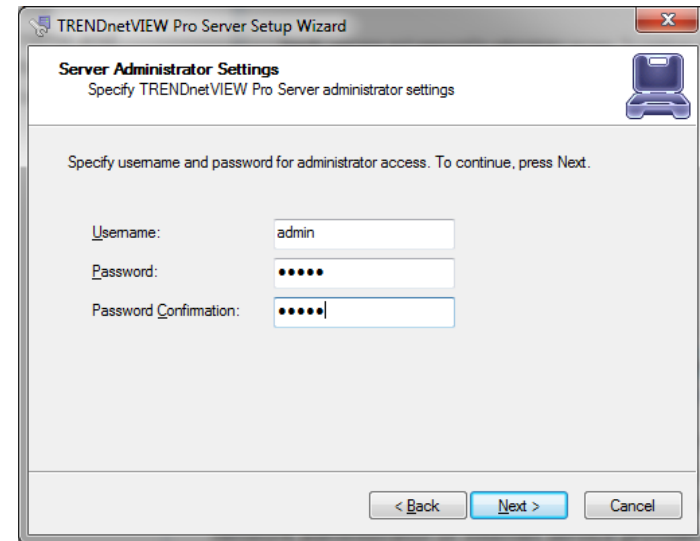 TRENDnetVIEW Pro Server Setup Wizard
Server Administrator Settings
Specify TRENDnetVIEW Pro Server administrator settings
Specify username and password for administrator access. To continue, press Next.
Username: admin
Password: •••••
Password Confirmation: •••••
< Back Next > Cancel